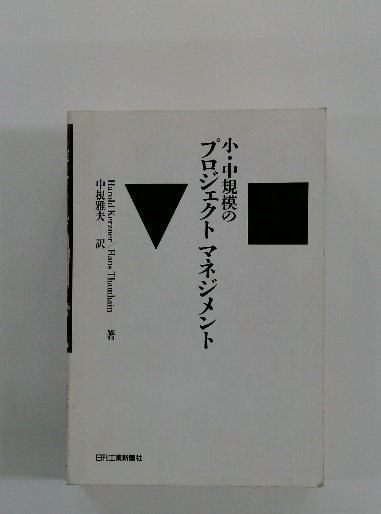 小・中規模の
プロジェクト マネジメント
Harold Kerzner／Hans Thamhain──著
中根雅夫──訳
日刊工業新聞社